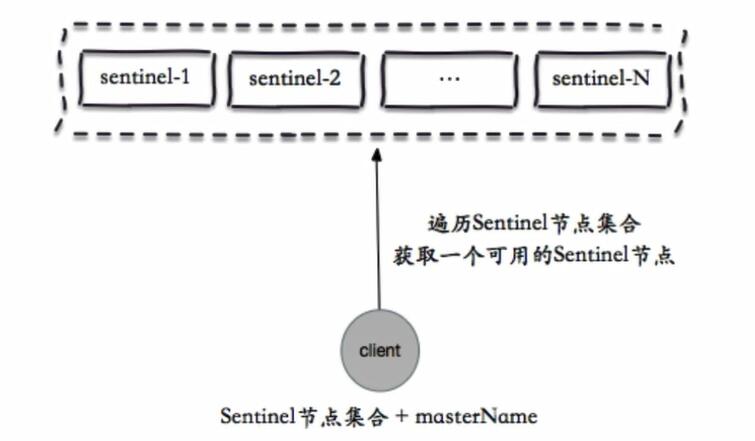 sentinel-1
sentinel-2
...
sentinel-N
遍历Sentinel节点集合
获取一个可用的Sentinel节点
client
Sentinel节点集合 + masterName